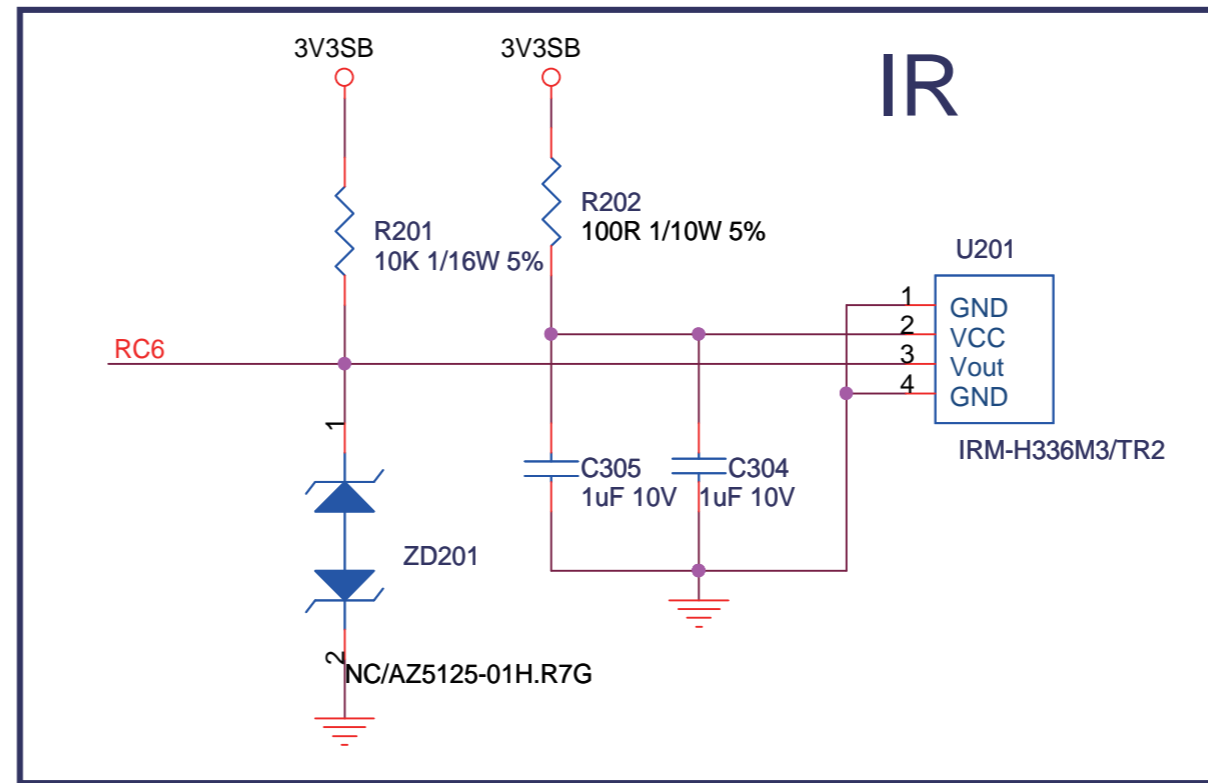 IR
3V3SB
3V3SB
R201
10K 1/16W 5%
R202
100R 1/10W 5%
U201
1
GND
2
VCC
3
Vout
4
GND
IRM-H336M3/TR2
RC6
1
C305
1uF 10V
C304
1uF 10V
ZD201
2
NC/AZ5125-01H.R7G